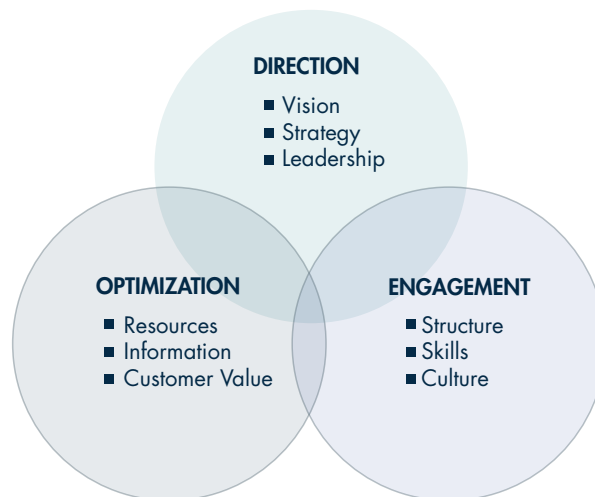 DIRECTION
■ Vision
■ Strategy
■ Leadership
OPTIMIZATION
■ Resources
■ Information
■ Customer Value
ENGAGEMENT
■ Structure
■ Skills
■ Culture